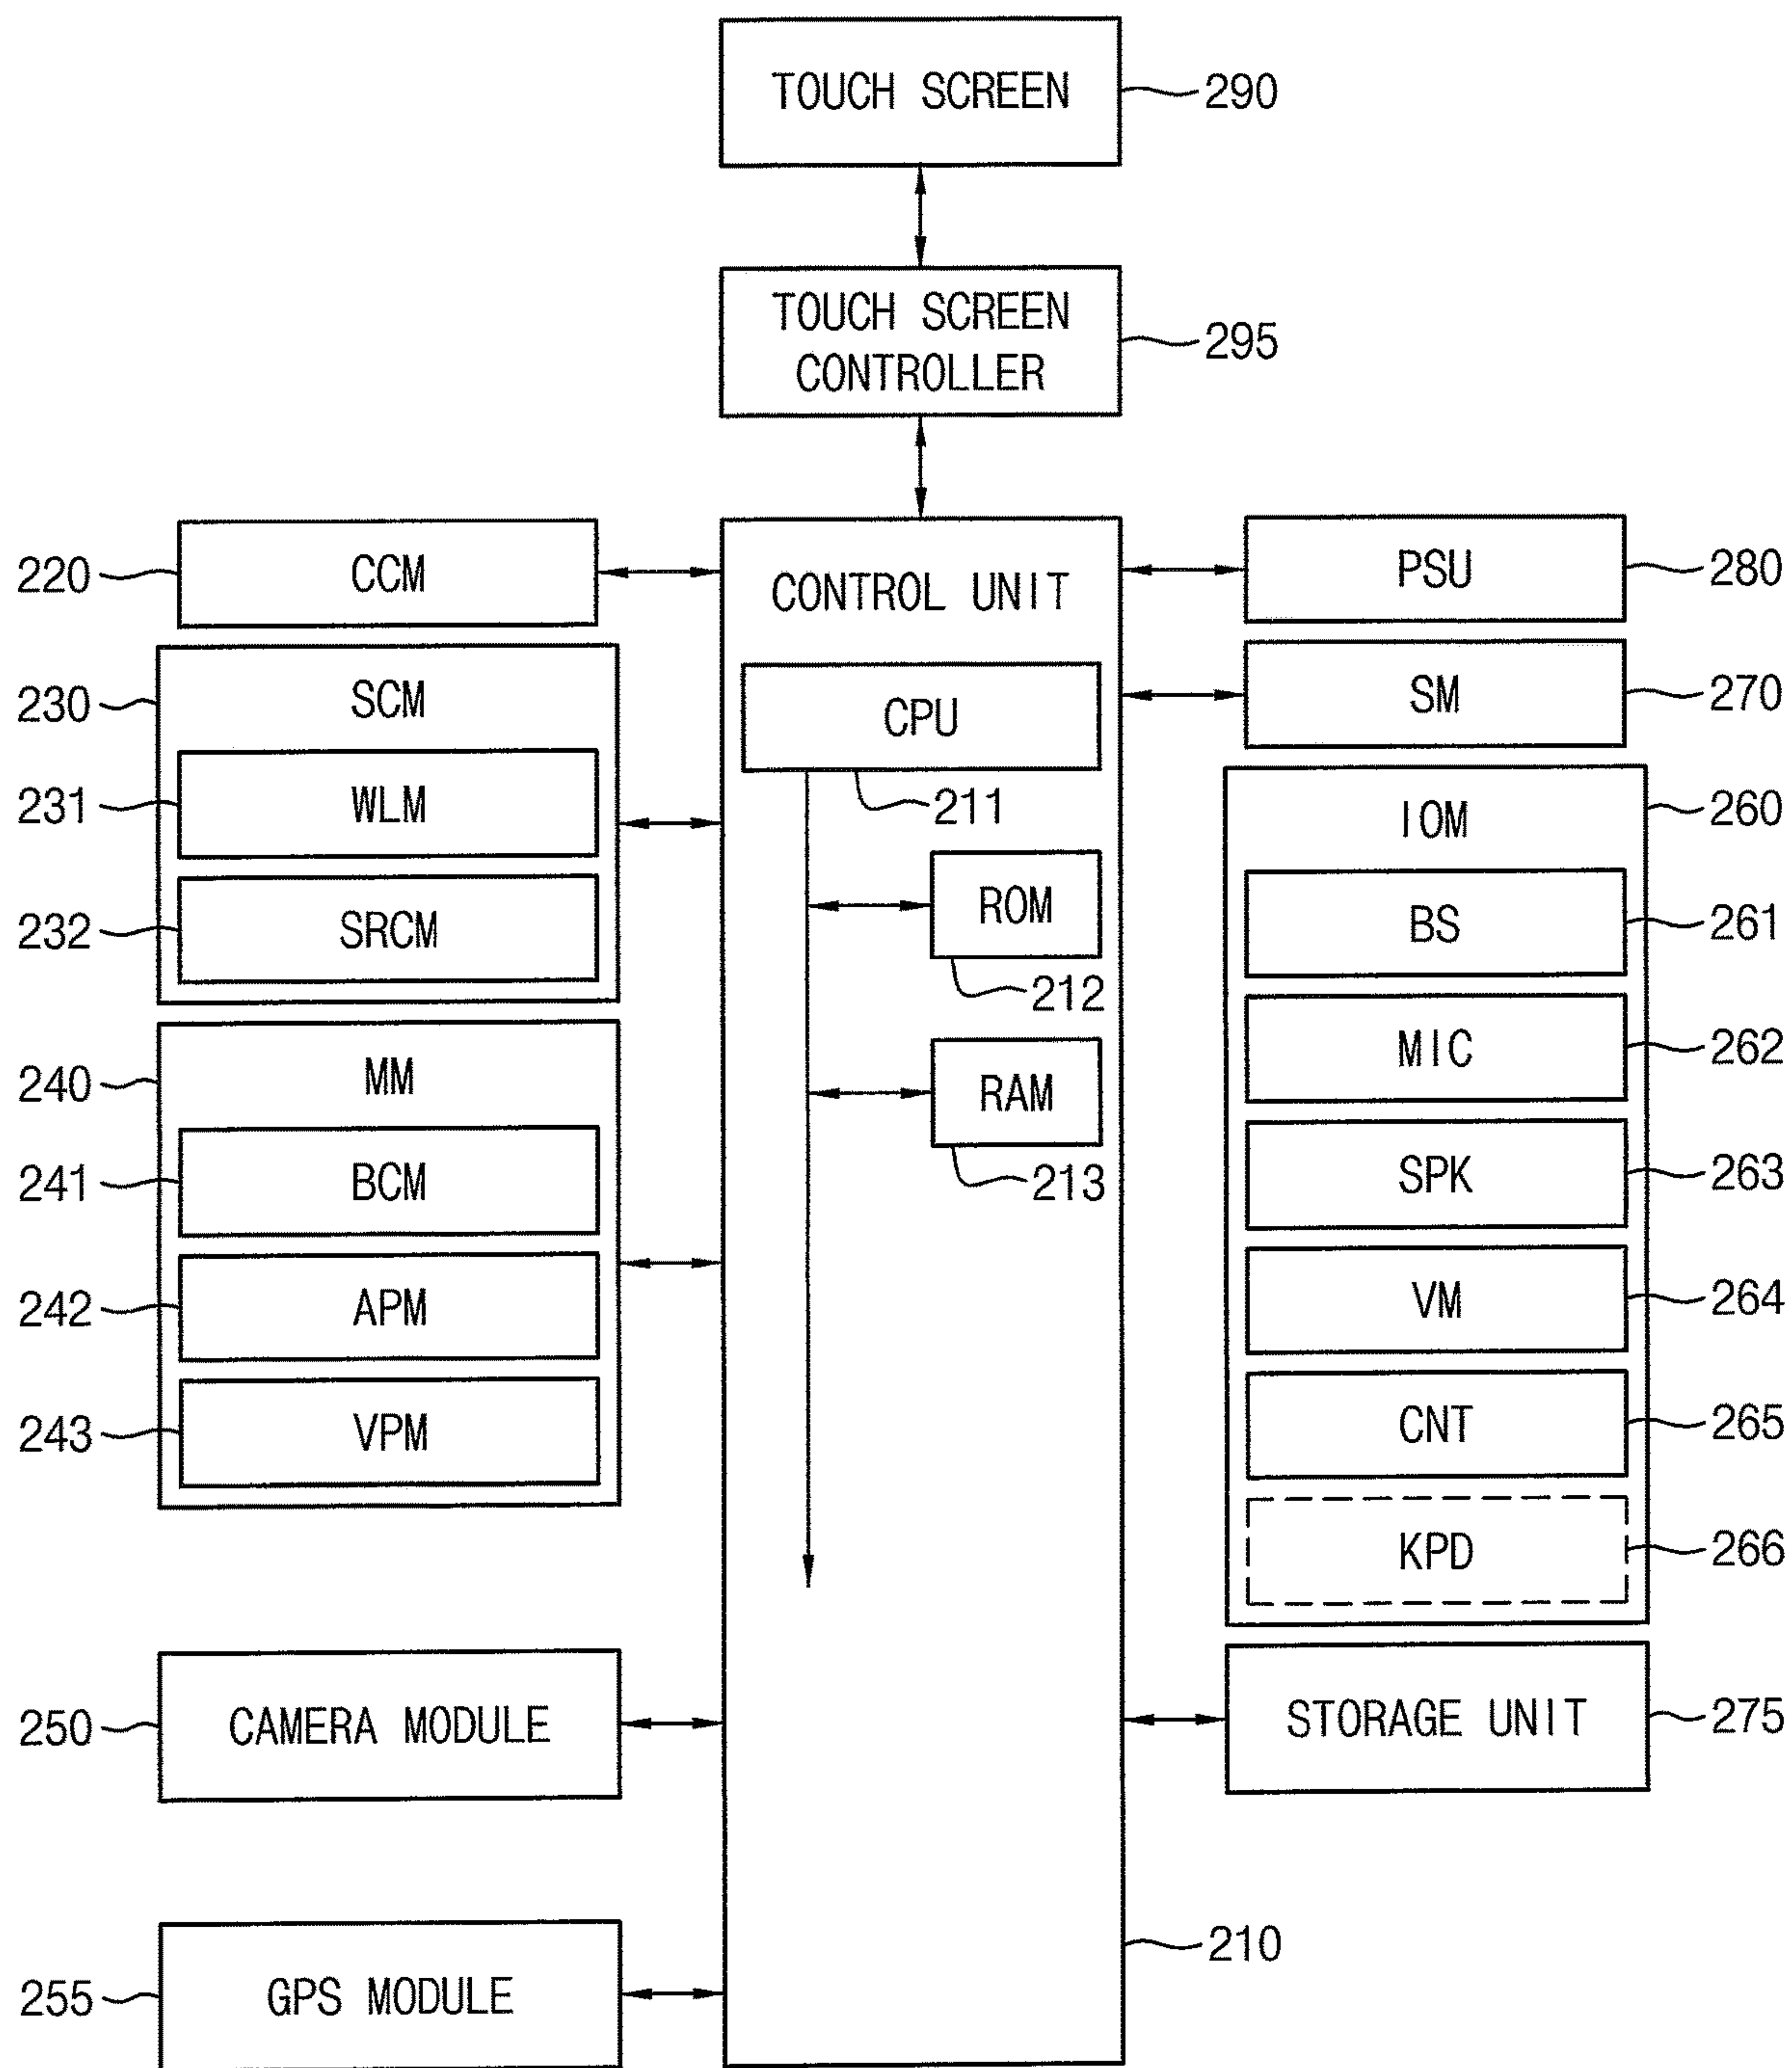 TOUCH SCREEN
290
TOUCH SCREEN
CONTROLLER
295
220
CCM
CONTROL UNIT
PSU
280
230
SCM
CPU
211
SM
270
231
WLM
IOM
260
232
SRCM
ROM
212
BS
261
240
MM
RAM
213
MIC
262
241
BCM
SPK
263
242
APM
VM
264
243
VPM
CNT
265
KPD
266
250
CAMERA MODULE
STORAGE UNIT
275
210
255
GPS MODULE